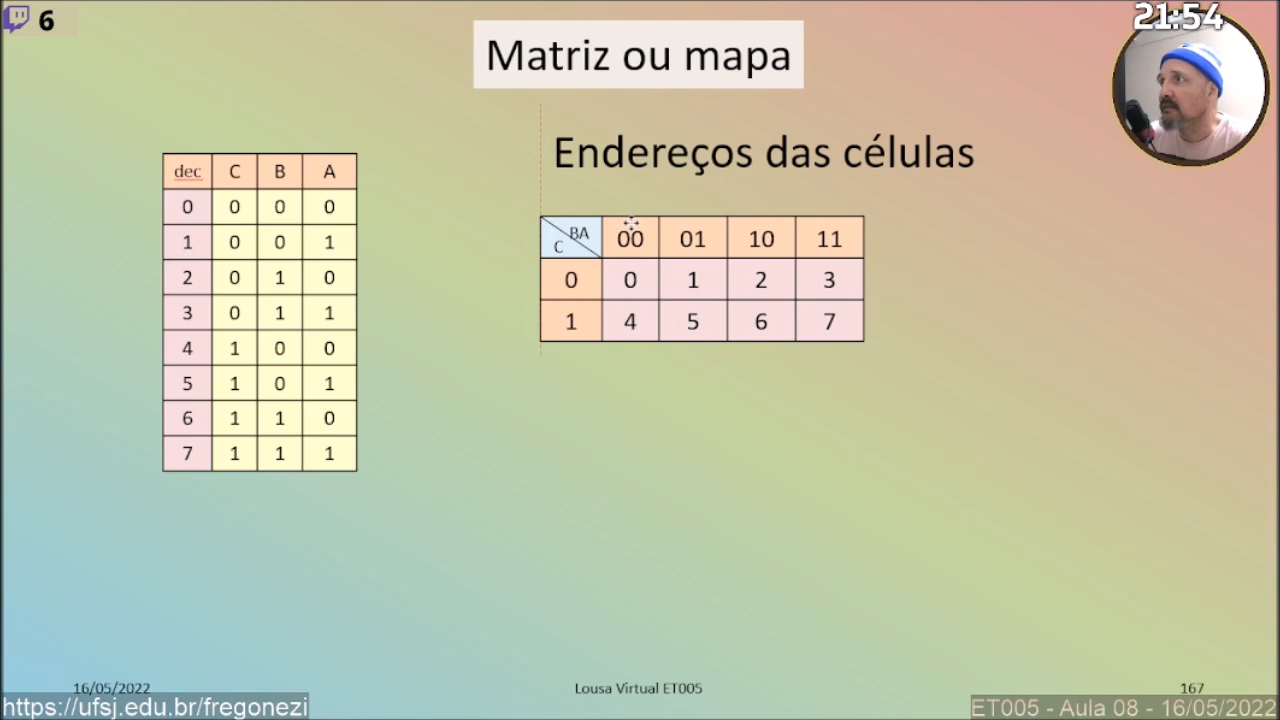 6
21:54
Matriz ou mapa
Endereços das células
dec C B A
0 0 0 0
1 0 0 1
2 0 1 0
3 0 1 1
4 1 0 0
5 1 0 1
6 1 1 0
7 1 1 1
BA
C
00 01 10 11
0 0 1 2 3
1 4 5 6 7
16/05/2022
Lousa Virtual ET005
167
https://ufsj.edu.br/fregonezi
ET005 - Aula 08 - 16/05/2022